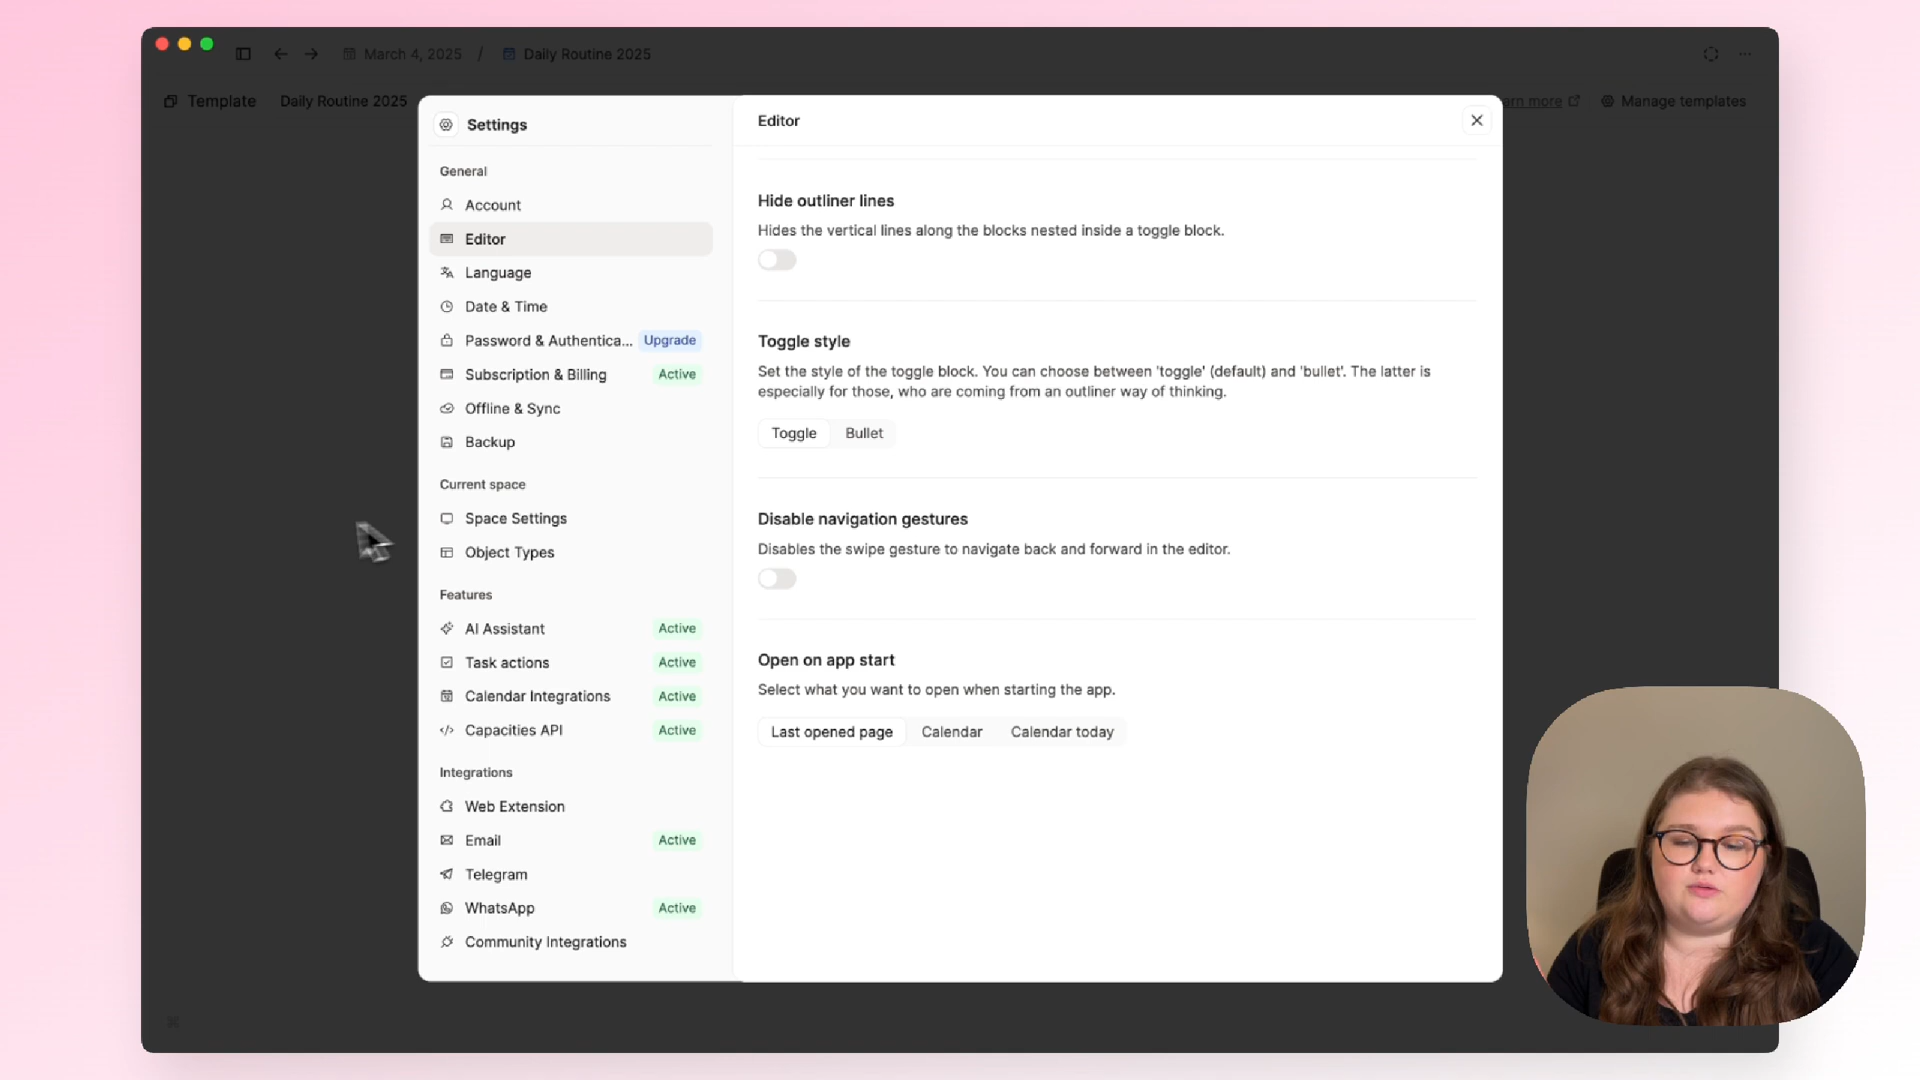 March 4, 2025 / Daily Routine 2025
Template Daily Routine 2025
more Manage templates
Settings
General
Account
Editor
Language
Date & Time
Password & Authentica... Upgrade
Subscription & Billing Active
Offline & Sync
Backup
Current space
Space Settings
Object Types
Features
AI Assistant Active
Task actions Active
Calendar Integrations Active
Capacities API Active
Integrations
Web Extension
Email Active
Telegram
WhatsApp Active
Community Integrations
Editor
Hide outliner lines
Hides the vertical lines along the blocks nested inside a toggle block.
Toggle style
Set the style of the toggle block. You can choose between 'toggle' (default) and 'bullet'. The latter is
especially for those, who are coming from an outliner way of thinking.
Toggle Bullet
Disable navigation gestures
Disables the swipe gesture to navigate back and forward in the editor.
Open on app start
Select what you want to open when starting the app.
Last opened page Calendar Calendar today